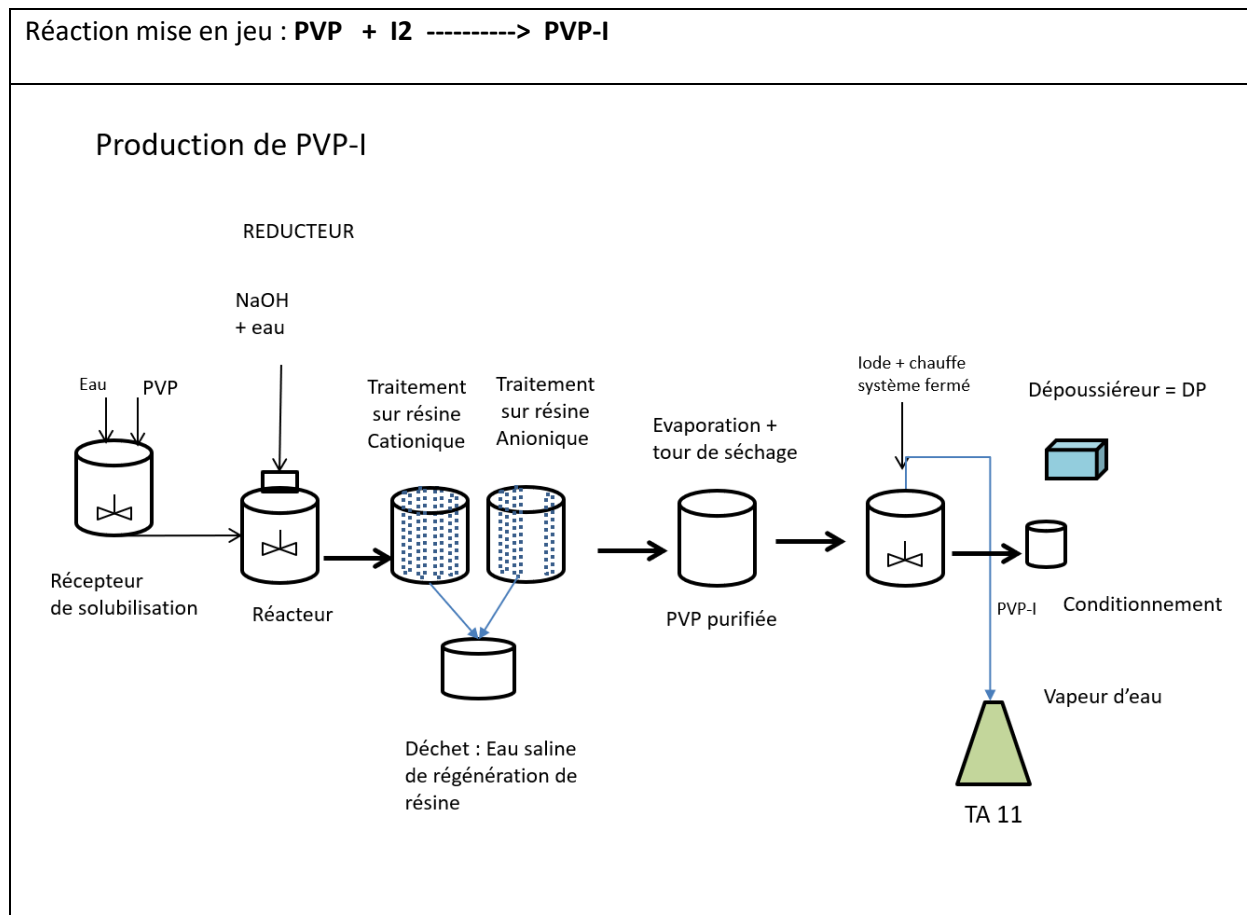 Réaction mise en jeu : PVP + I2 ----------> PVP-I
Production de PVP-I
REDUCTEUR
NaOH
+ eau
Eau
PVP
Récepteur
de solubilisation
Réacteur
Traitement
sur résine
Cationique
Traitement
sur résine
Anionique
Déchet : Eau saline
de régénération de
résine
Evaporation +
tour de séchage
PVP purifiée
Iode + chauffe
système fermé
Dépoussiéreur = DP
PVP-I
Conditionnement
Vapeur d’eau
TA 11